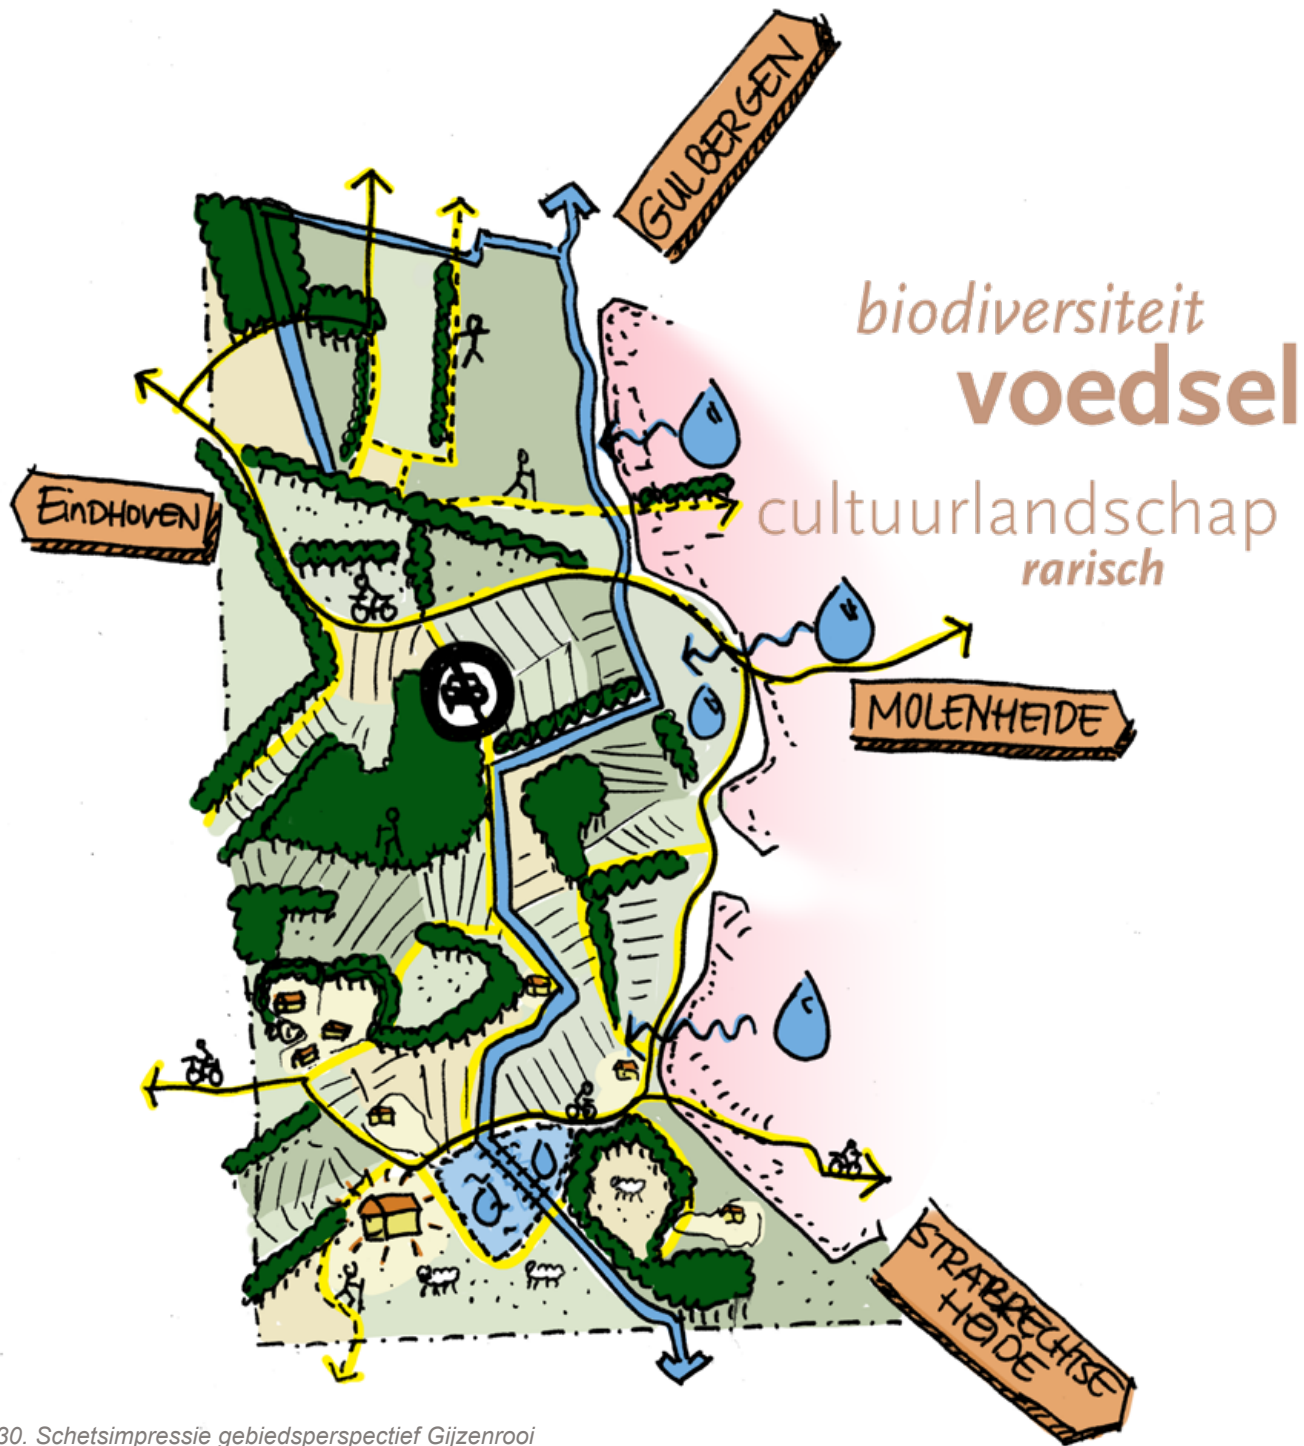 GULBERGEN
biodiversiteit
voedsel
EiNDHOVEN
cultuurlandschap
rarisch
MOLENHEIDE
STRABRECHTSE
HEIDE
30. Schetsimpressie gebiedsperspectief Gijzenrooi